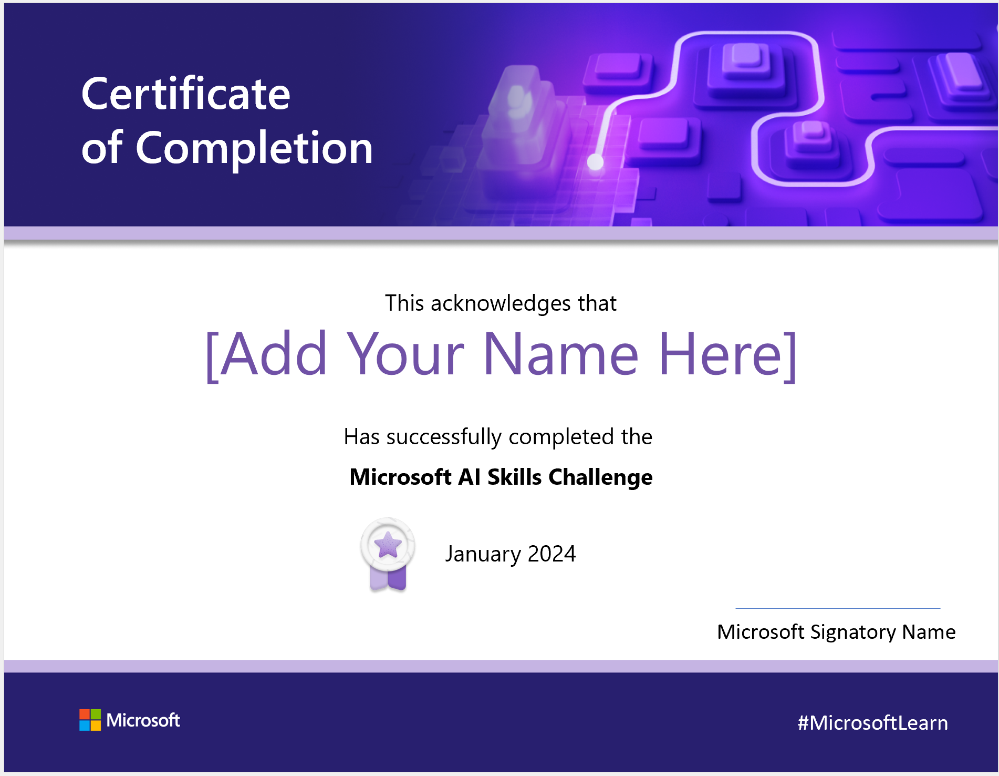 Certificate
of Completion
This acknowledges that
[Add Your Name Here]
Has successfully completed the
Microsoft AI Skills Challenge
January 2024
Microsoft Signatory Name
Microsoft
#MicrosoftLearn